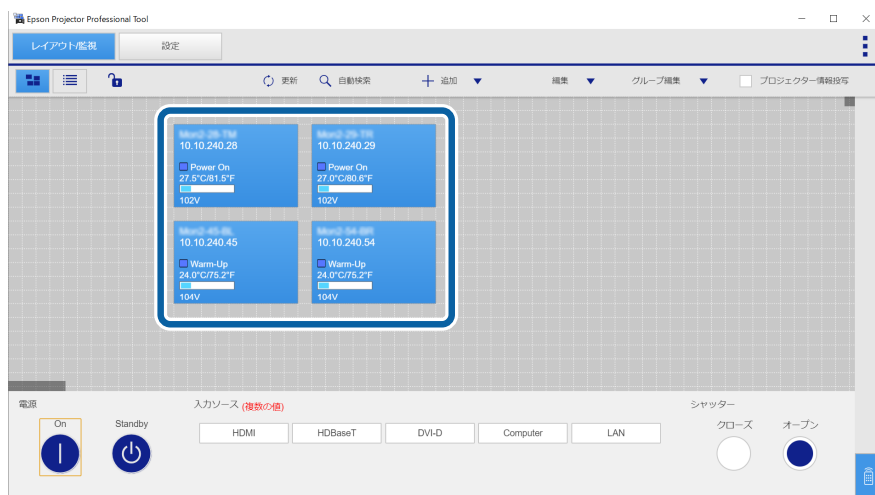 Epson Projector Professional Tool
レイアウト/監視
設定
更新
自動検索
追加
編集
グループ編集
プロジェクター情報投写
10.10.240.28
Power On
27.5°C/81.5°F
102V
10.10.240.29
Power On
27.0°C/80.6°F
102V
10.10.240.45
Warm-Up
24.0°C/75.2°F
104V
10.10.240.54
Warm-Up
24.0°C/75.2°F
104V
電源
On
Standby
入力ソース (複数の値)
HDMI
HDBaseT
DVI-D
Computer
LAN
シャッター
クローズ
オープン